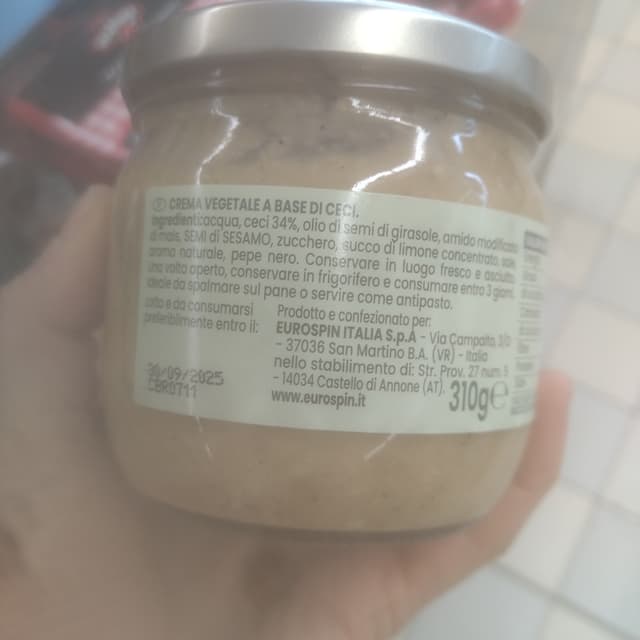 CREMA VEGETALE A BASE DI CECI.
Ingredienti: acqua, ceci 34%, olio di semi di girasole, amido modificato
di mais, SEMI di SESAMO, zucchero, succo di limone concentrato, sale,
aroma naturale, pepe nero. Conservare in luogo fresco e asciutto,
una volta aperto, conservare in frigorifero e consumare entro 3 giorni.
Ideale da spalmare sul pane o servire come antipasto.
Lotto e da consumarsi
preferibilmente entro il:
30/09/2025
Prodotto e confezionato per:
EUROSPIN ITALIA S.p.A - Via Campalto, 3/D
- 37036 San Martino B.A. (VR) - Italia
nello stabilimento di: Str. Prov. 27 num. 5
- 14034 Castello di Annone (AT).
www.eurospin.it
310g e